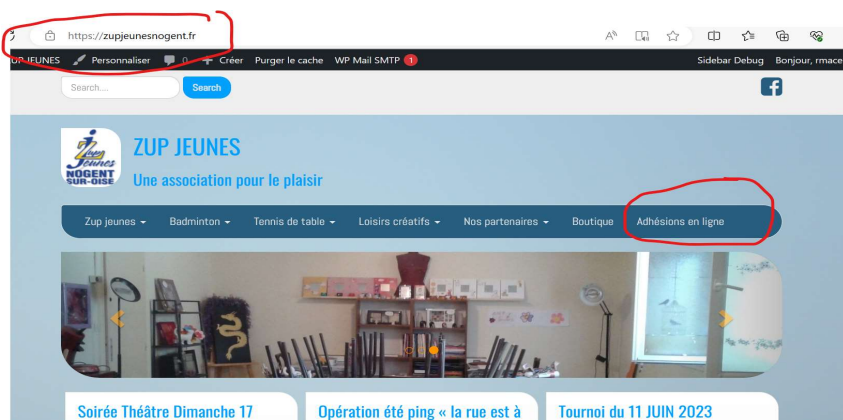 https://zupjeunesnogent.fr
UP JEUNES Personnaliser 0 + Créer Purger le cache WP Mail SMTP 1 Sidebar Debug Bonjour, rmace
Search... Search
Zup Jeunes
NOGENT
SUR-OISE
ZUP JEUNES
Une association pour le plaisir
Zup jeunes Badminton Tennis de table Loisirs créatifs Nos partenaires Boutique Adhésions en ligne
Soirée Théâtre Dimanche 17 Opération été ping « la rue est à Tournoi du 11 JUIN 2023